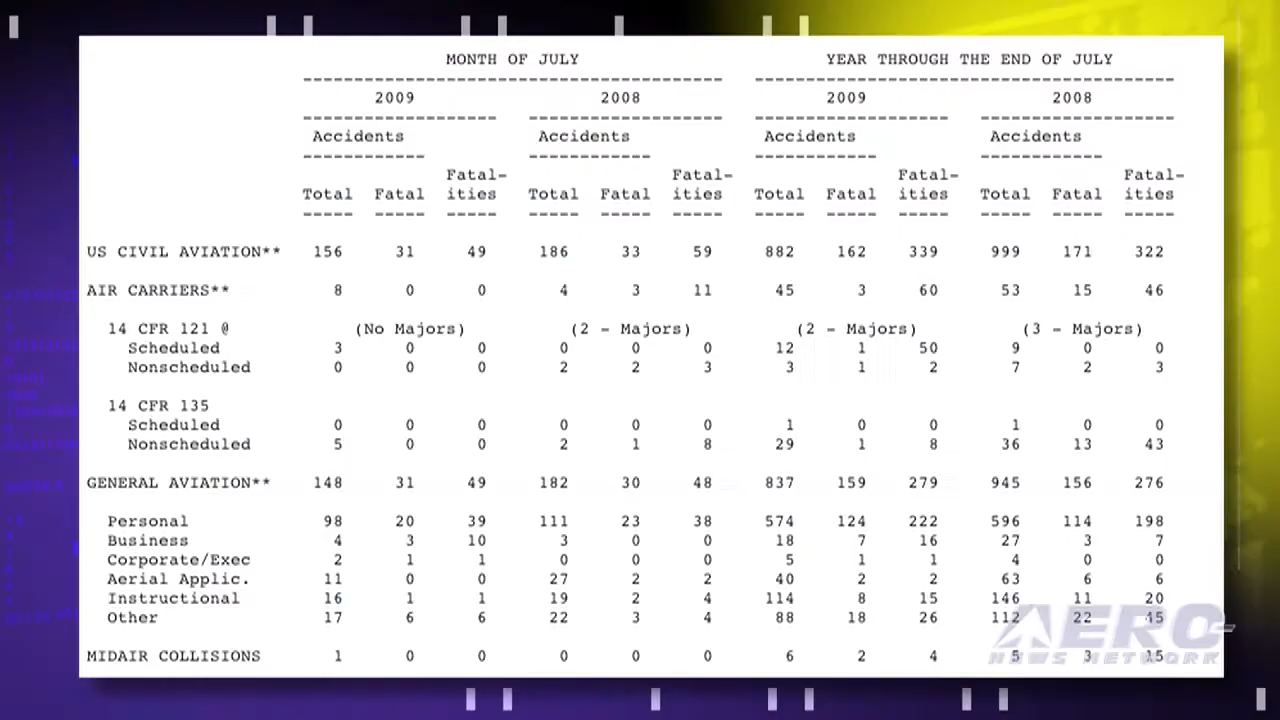 MONTH OF JULY YEAR THROUGH THE END OF JULY
2009 2008 2009 2008
Accidents Accidents Accidents Accidents
Fatal- Fatal- Fatal- Fatal-
Total Fatal ities Total Fatal ities Total Fatal ities Total Fatal ities
US CIVIL AVIATION** 156 31 49 186 33 59 882 162 339 999 171 322
AIR CARRIERS** 8 0 0 4 3 11 45 3 60 53 15 46
14 CFR 121 @ (No Majors) (2 - Majors) (2 - Majors) (3 - Majors)
Scheduled 3 0 0 0 0 0 12 1 50 9 0 0
Nonscheduled 0 0 0 2 2 3 3 1 2 7 2 3
14 CFR 135
Scheduled 0 0 0 0 0 0 1 0 0 1 0 0
Nonscheduled 5 0 0 2 1 8 29 1 8 36 13 43
GENERAL AVIATION** 148 31 49 182 30 48 837 159 279 945 156 276
Personal 98 20 39 111 23 38 574 124 222 596 114 198
Business 4 3 10 3 0 0 18 7 16 27 3 7
Corporate/Exec 2 1 1 0 0 0 5 1 1 4 0 0
Aerial Applic. 11 0 0 27 2 2 40 2 2 63 6 6
Instructional 16 1 1 19 2 4 114 8 15 146 11 20
Other 17 6 6 22 3 4 88 18 26 112 22 45
MIDAIR COLLISIONS 1 0 0 0 0 0 6 2 4 5 3 15
AERO
NEWS NETWORK